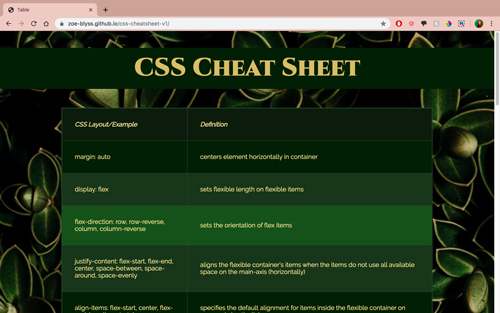 Table
zoe-blyss.github.io/css-cheatsheet-v1/
CSS Cheat Sheet
CSS Layout/Example
Definition
margin: auto
centers element horizontally in container
display: flex
sets flexible length on flexible items
flex-direction: row, row-reverse,
column, column-reverse
sets the orientation of flex items
justify-content: flex-start, flex-end,
center, space-between, space-
around, space-evenly
aligns the flexible container's items when the items do not use all available
space on the main-axis (horizontally)
align-items: flex-start, center, flex-
specifies the default alignment for items inside the flexible container on